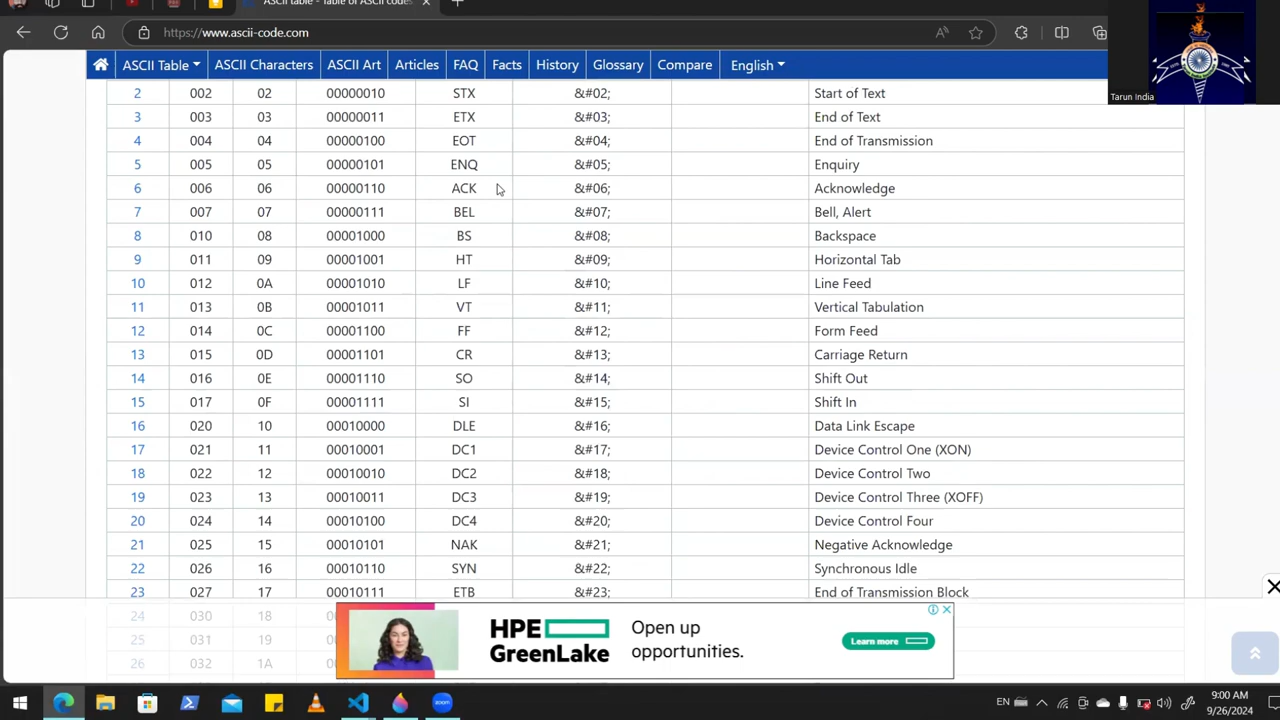 ASCII table - Table of ASCII codes
https://www.ascii-code.com
Tarun India
ASCII Table ASCII Characters ASCII Art Articles FAQ Facts History Glossary Compare English
2 002 02 00000010 STX &#02; Start of Text
3 003 03 00000011 ETX &#03; End of Text
4 004 04 00000100 EOT &#04; End of Transmission
5 005 05 00000101 ENQ &#05; Enquiry
6 006 06 00000110 ACK &#06; Acknowledge
7 007 07 00000111 BEL &#07; Bell, Alert
8 010 08 00001000 BS &#08; Backspace
9 011 09 00001001 HT &#09; Horizontal Tab
10 012 0A 00001010 LF &#10; Line Feed
11 013 0B 00001011 VT &#11; Vertical Tabulation
12 014 0C 00001100 FF &#12; Form Feed
13 015 0D 00001101 CR &#13; Carriage Return
14 016 0E 00001110 SO &#14; Shift Out
15 017 0F 00001111 SI &#15; Shift In
16 020 10 00010000 DLE &#16; Data Link Escape
17 021 11 00010001 DC1 &#17; Device Control One (XON)
18 022 12 00010010 DC2 &#18; Device Control Two
19 023 13 00010011 DC3 &#19; Device Control Three (XOFF)
20 024 14 00010100 DC4 &#20; Device Control Four
21 025 15 00010101 NAK &#21; Negative Acknowledge
22 026 16 00010110 SYN &#22; Synchronous Idle
23 027 17 00010111 ETB &#23; End of Transmission Block
24 030 18
25 031 19
26 032 1A
HPE
GreenLake
Open up
opportunities.
Learn more
EN
9:00 AM
9/26/2024